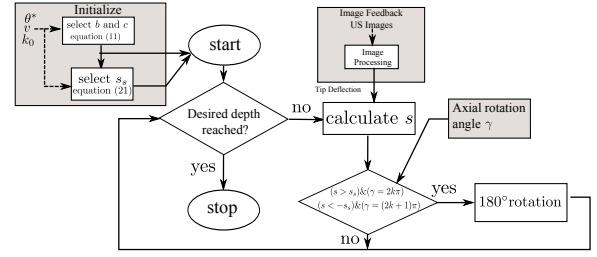 Initialize
θ*
v
k₀
select b and c
equation (11)
select sₛ
equation (21)
start
Image Feedback
US Images
Image
Processing
Tip Deflection
Desired depth
reached?
no
calculate s
Axial rotation
angle γ
yes
stop
(s > sₛ)&(γ = 2kπ)
(s < −sₛ)&(γ = (2k + 1)π)
yes
180°rotation
no